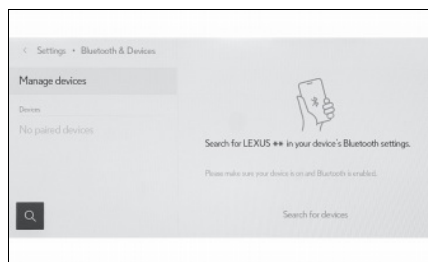 < Settings • Bluetooth & Devices
Manage devices
Devices
No paired devices
Search for LEXUS ** in your device's Bluetooth settings.
Please make sure your device is on and Bluetooth is enabled.
Search for devices